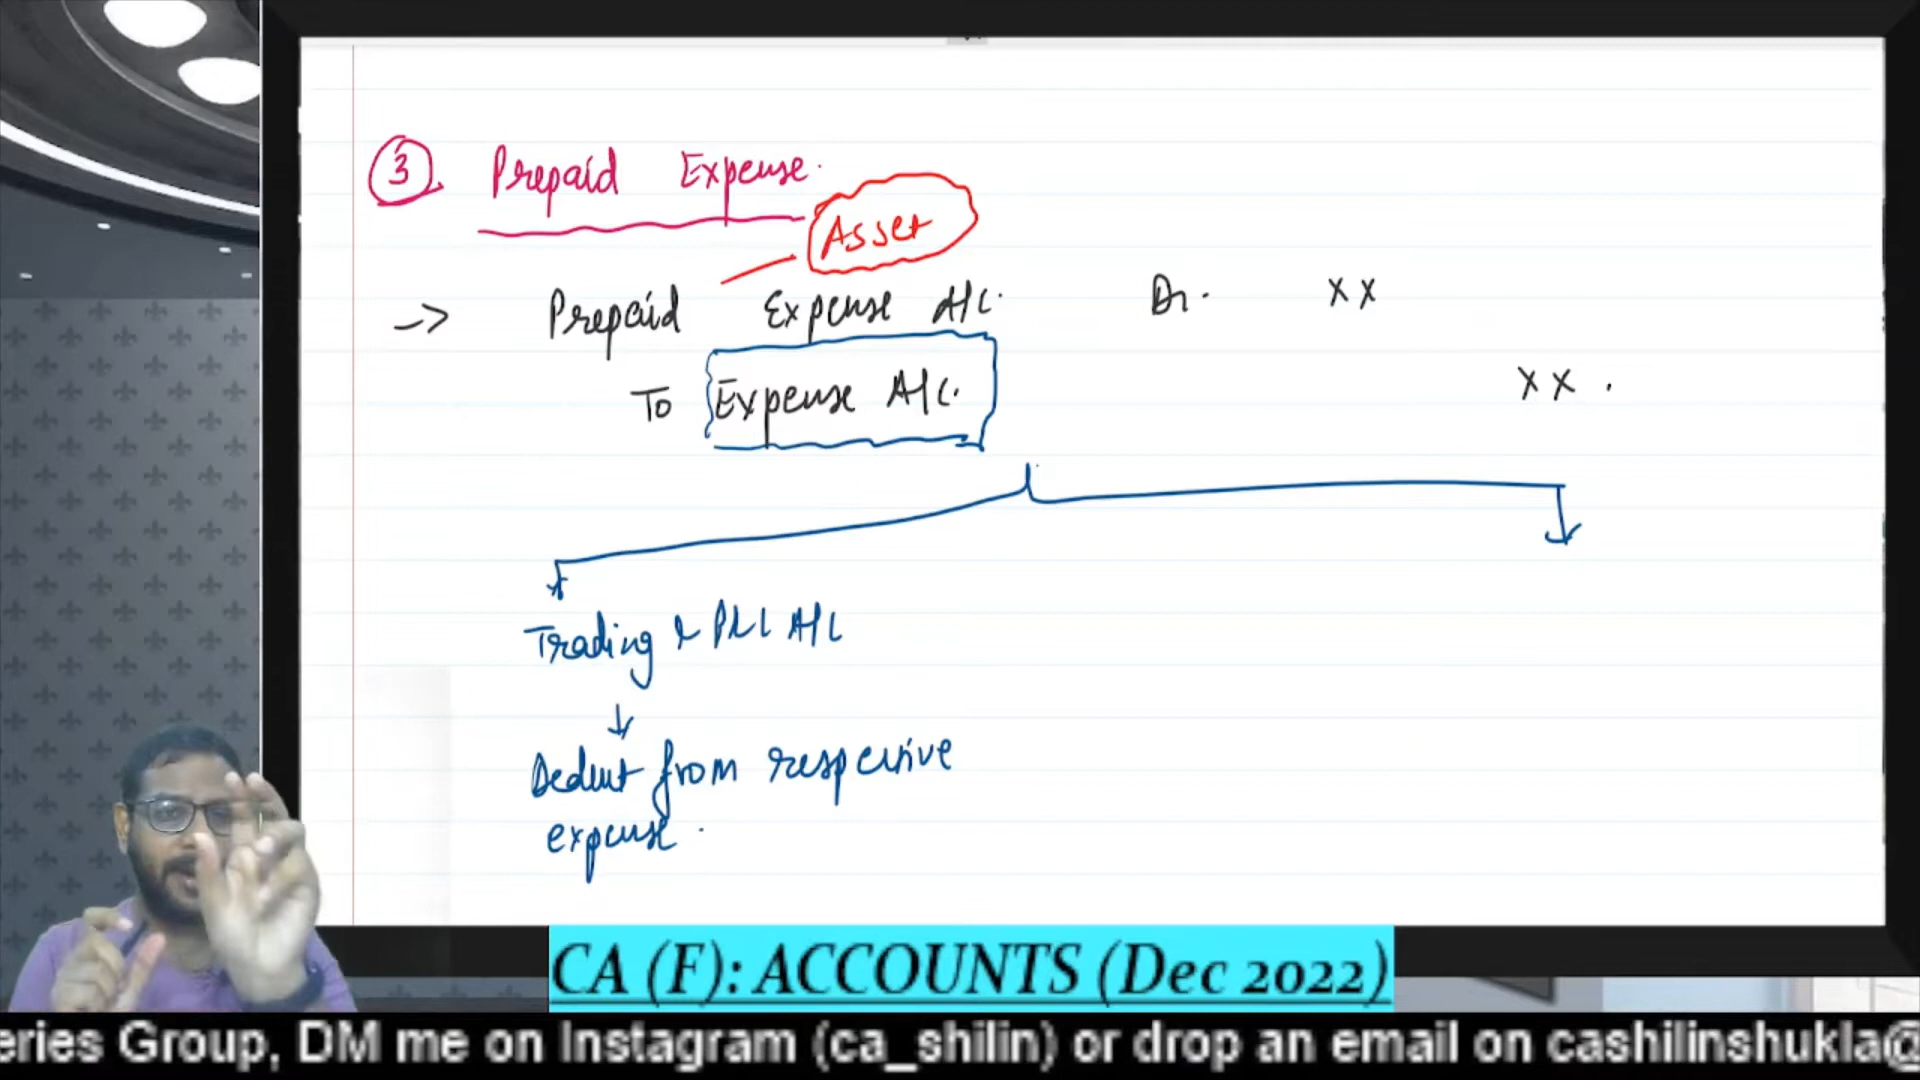 3. Prepaid Expense.
Asset
-> Prepaid Expense A/c. Dr. xx
To Expense A/c. xx.
Trading & P&L A/c
Deduct from respective
expense.
CA (F): ACCOUNTS (Dec 2022)
eries Group, DM me on Instagram (ca_shilin) or drop an email on cashilinshukla@